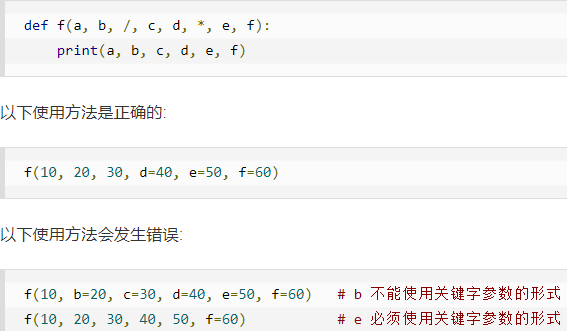 def f(a, b, /, c, d, *, e, f):
    print(a, b, c, d, e, f)
以下使用方法是正确的:
f(10, 20, 30, d=40, e=50, f=60)
以下使用方法会发生错误:
f(10, b=20, c=30, d=40, e=50, f=60)   # b 不能使用关键字参数的形式
f(10, 20, 30, 40, 50, f=60)           # e 必须使用关键字参数的形式